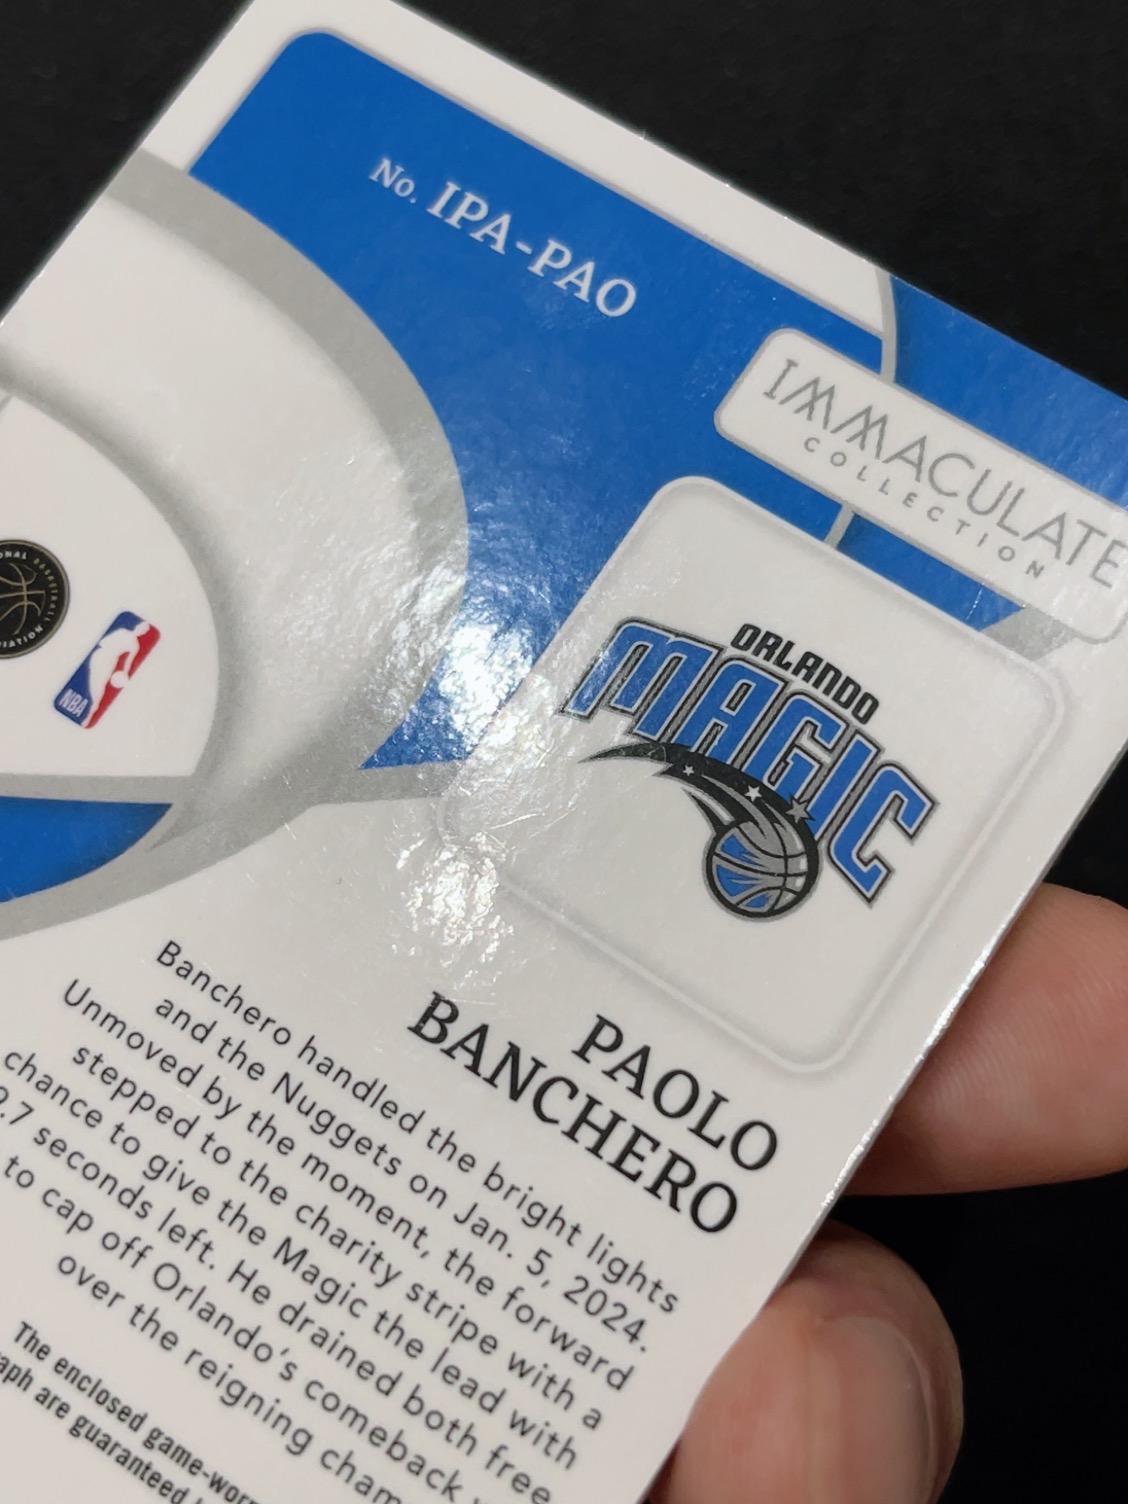 No. IPA-PAO
IMMACULATE
COLLECTION
ORLANDO
MAGIC
NBA
PAOLO
BANCHERO
Banchero handled the bright lights
and the Nuggets on Jan. 5, 2024.
Unmoved by the moment, the forward
stepped to the charity stripe with a
chance to give the Magic the lead with
2.7 seconds left. He drained both free
to cap off Orlando's comeback
over the reigning
The enclosed
are guaranteed